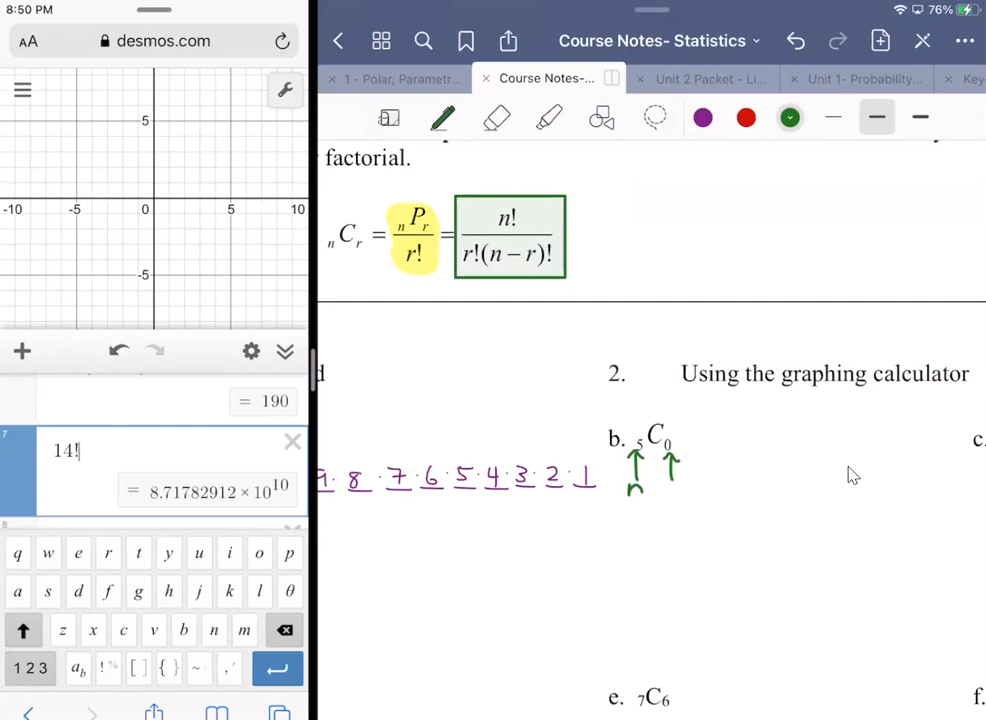 8:50 PM
76%
AA desmos.com
Course Notes- Statistics
1 - Polar, Parametr...
Course Notes-...
Unit 2 Packet - Li...
Unit 1- Probability...
Key
factorial.
nCr = nPr / r! = n! / r!(n − r)!
5
-10 -5 0 5 10
-5
= 190
7
14!
= 8.71782912 × 10^10
8
d
2. Using the graphing calculator
b. 5C0
c.
9 · 8 · 7 · 6 · 5 · 4 · 3 · 2 · 1
n
e. 7C6
f.
q w e r t y u i o p
a s d f g h j k l θ
z x c v b n m
1 2 3 ab !% [ ] { } ~ ,'